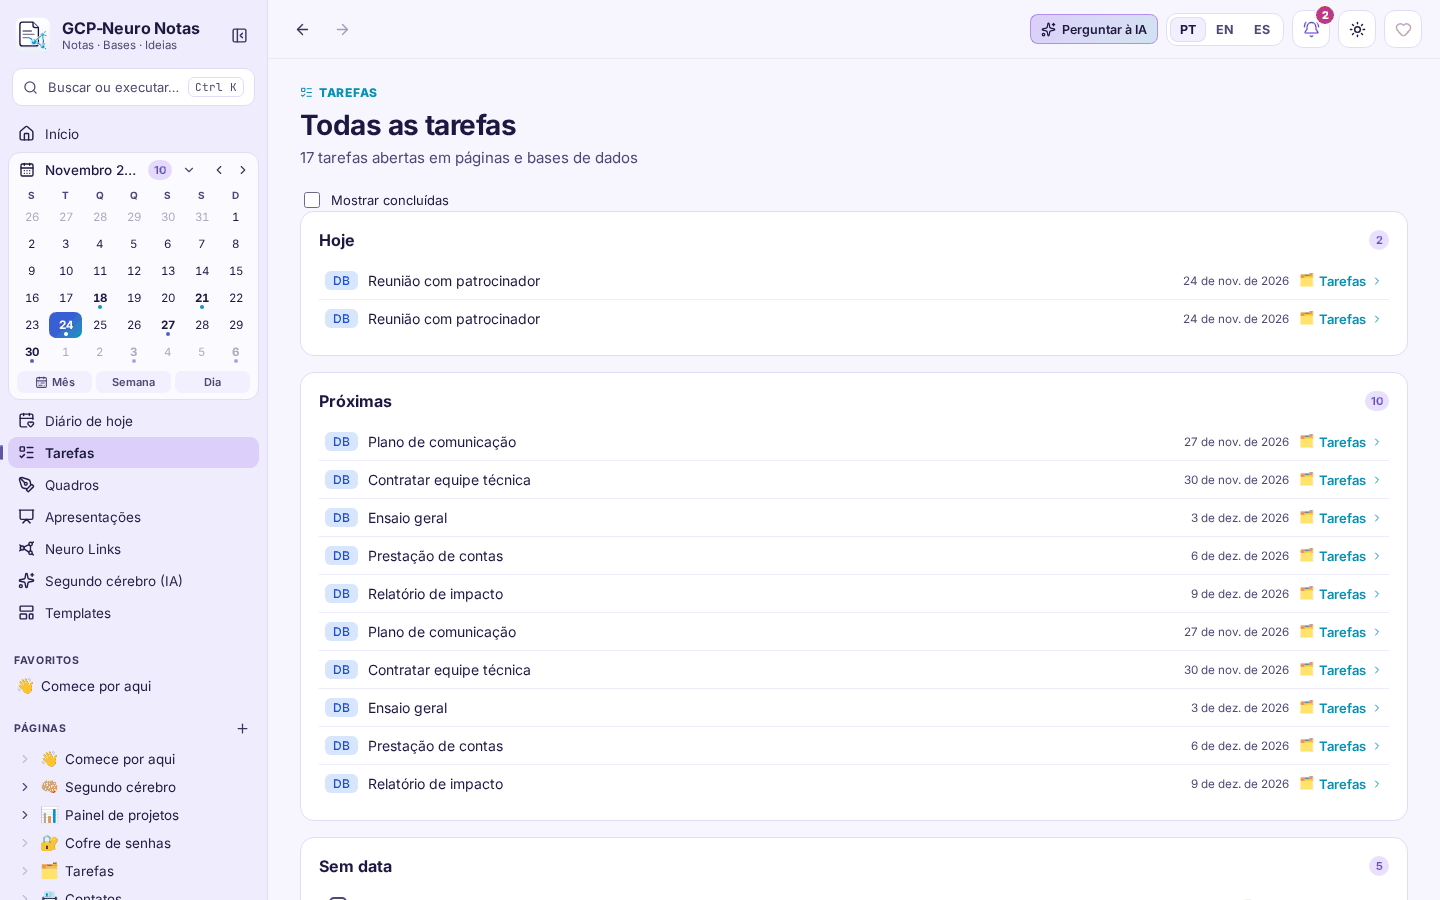 GCP-Neuro Notas
Notas · Bases · Ideias
Buscar ou executar... Ctrl K
Início
Novembro 2... 10
S T Q Q S S D
26 27 28 29 30 31 1
2 3 4 5 6 7 8
9 10 11 12 13 14 15
16 17 18 19 20 21 22
23 24 25 26 27 28 29
30 1 2 3 4 5 6
Mês Semana Dia
Diário de hoje
Tarefas
Quadros
Apresentações
Neuro Links
Segundo cérebro (IA)
Templates
FAVORITOS
Comece por aqui
PÁGINAS
Comece por aqui
Segundo cérebro
Painel de projetos
Cofre de senhas
Tarefas
Contatos
Perguntar à IA PT EN ES 2
TAREFAS
Todas as tarefas
17 tarefas abertas em páginas e bases de dados
Mostrar concluídas
Hoje 2
DB Reunião com patrocinador 24 de nov. de 2026 Tarefas
DB Reunião com patrocinador 24 de nov. de 2026 Tarefas
Próximas 10
DB Plano de comunicação 27 de nov. de 2026 Tarefas
DB Contratar equipe técnica 30 de nov. de 2026 Tarefas
DB Ensaio geral 3 de dez. de 2026 Tarefas
DB Prestação de contas 6 de dez. de 2026 Tarefas
DB Relatório de impacto 9 de dez. de 2026 Tarefas
DB Plano de comunicação 27 de nov. de 2026 Tarefas
DB Contratar equipe técnica 30 de nov. de 2026 Tarefas
DB Ensaio geral 3 de dez. de 2026 Tarefas
DB Prestação de contas 6 de dez. de 2026 Tarefas
DB Relatório de impacto 9 de dez. de 2026 Tarefas
Sem data 5